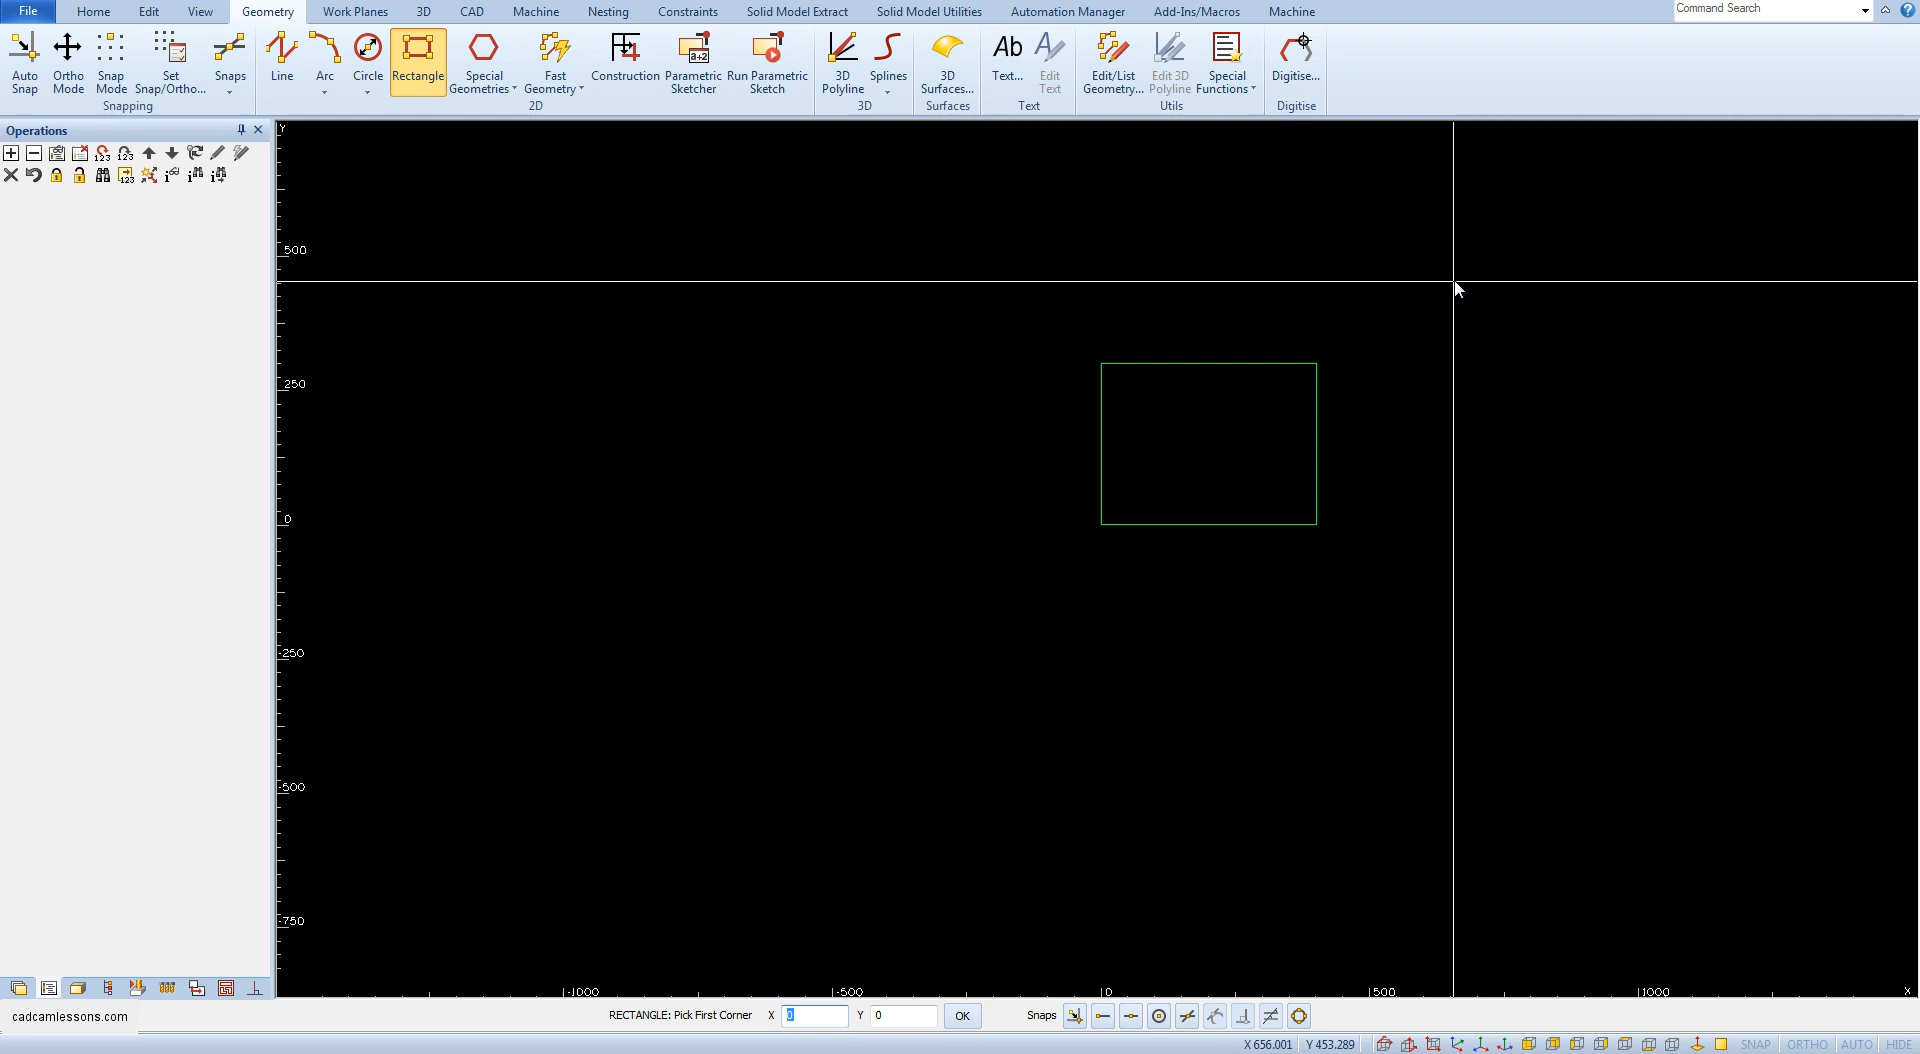 File Home Edit View Geometry Work Planes 3D CAD Machine Nesting Constraints Solid Model Extract Solid Model Utilities Automation Manager Add-Ins/Macros Machine Command Search
Auto Snap
Ortho Mode
Snap Mode
Set Snap/Ortho...
Snaps
Line
Arc
Circle
Rectangle
Special Geometries
Fast Geometry
Construction
Parametric Sketcher
Run Parametric Sketch
3D Polyline
Splines
3D Surfaces...
Text...
Edit Text
Edit/List Geometry...
Edit 3D Polyline
Special Functions
Digitise...
Snapping 2D 3D Surfaces Text Utils Digitise
Operations
Y
500
250
0
-250
-500
-750
-1000 -500 0 500 1000 X
cadcamlessons.com
RECTANGLE: Pick First Corner X 0 Y 0 OK Snaps
X 656.001 Y 453.289 SNAP ORTHO AUTO HIDE